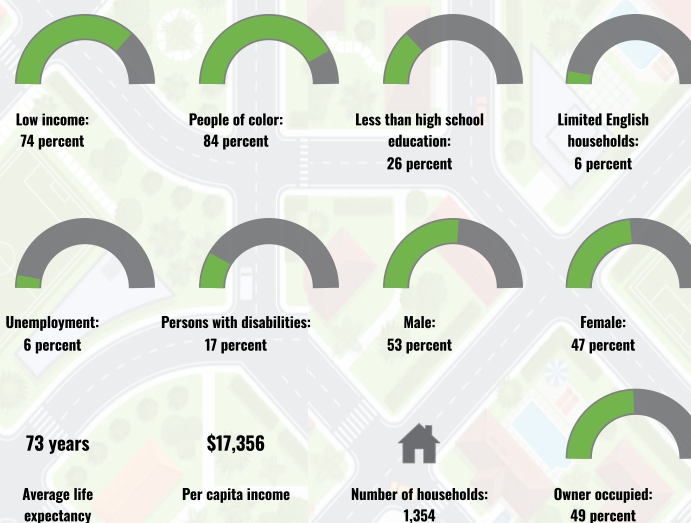 Low income:
74 percent
People of color:
84 percent
Less than high school
education:
26 percent
Limited English
households:
6 percent
Unemployment:
6 percent
Persons with disabilities:
17 percent
Male:
53 percent
Female:
47 percent
73 years
Average life
expectancy
$17,356
Per capita income
Number of households:
1,354
Owner occupied:
49 percent